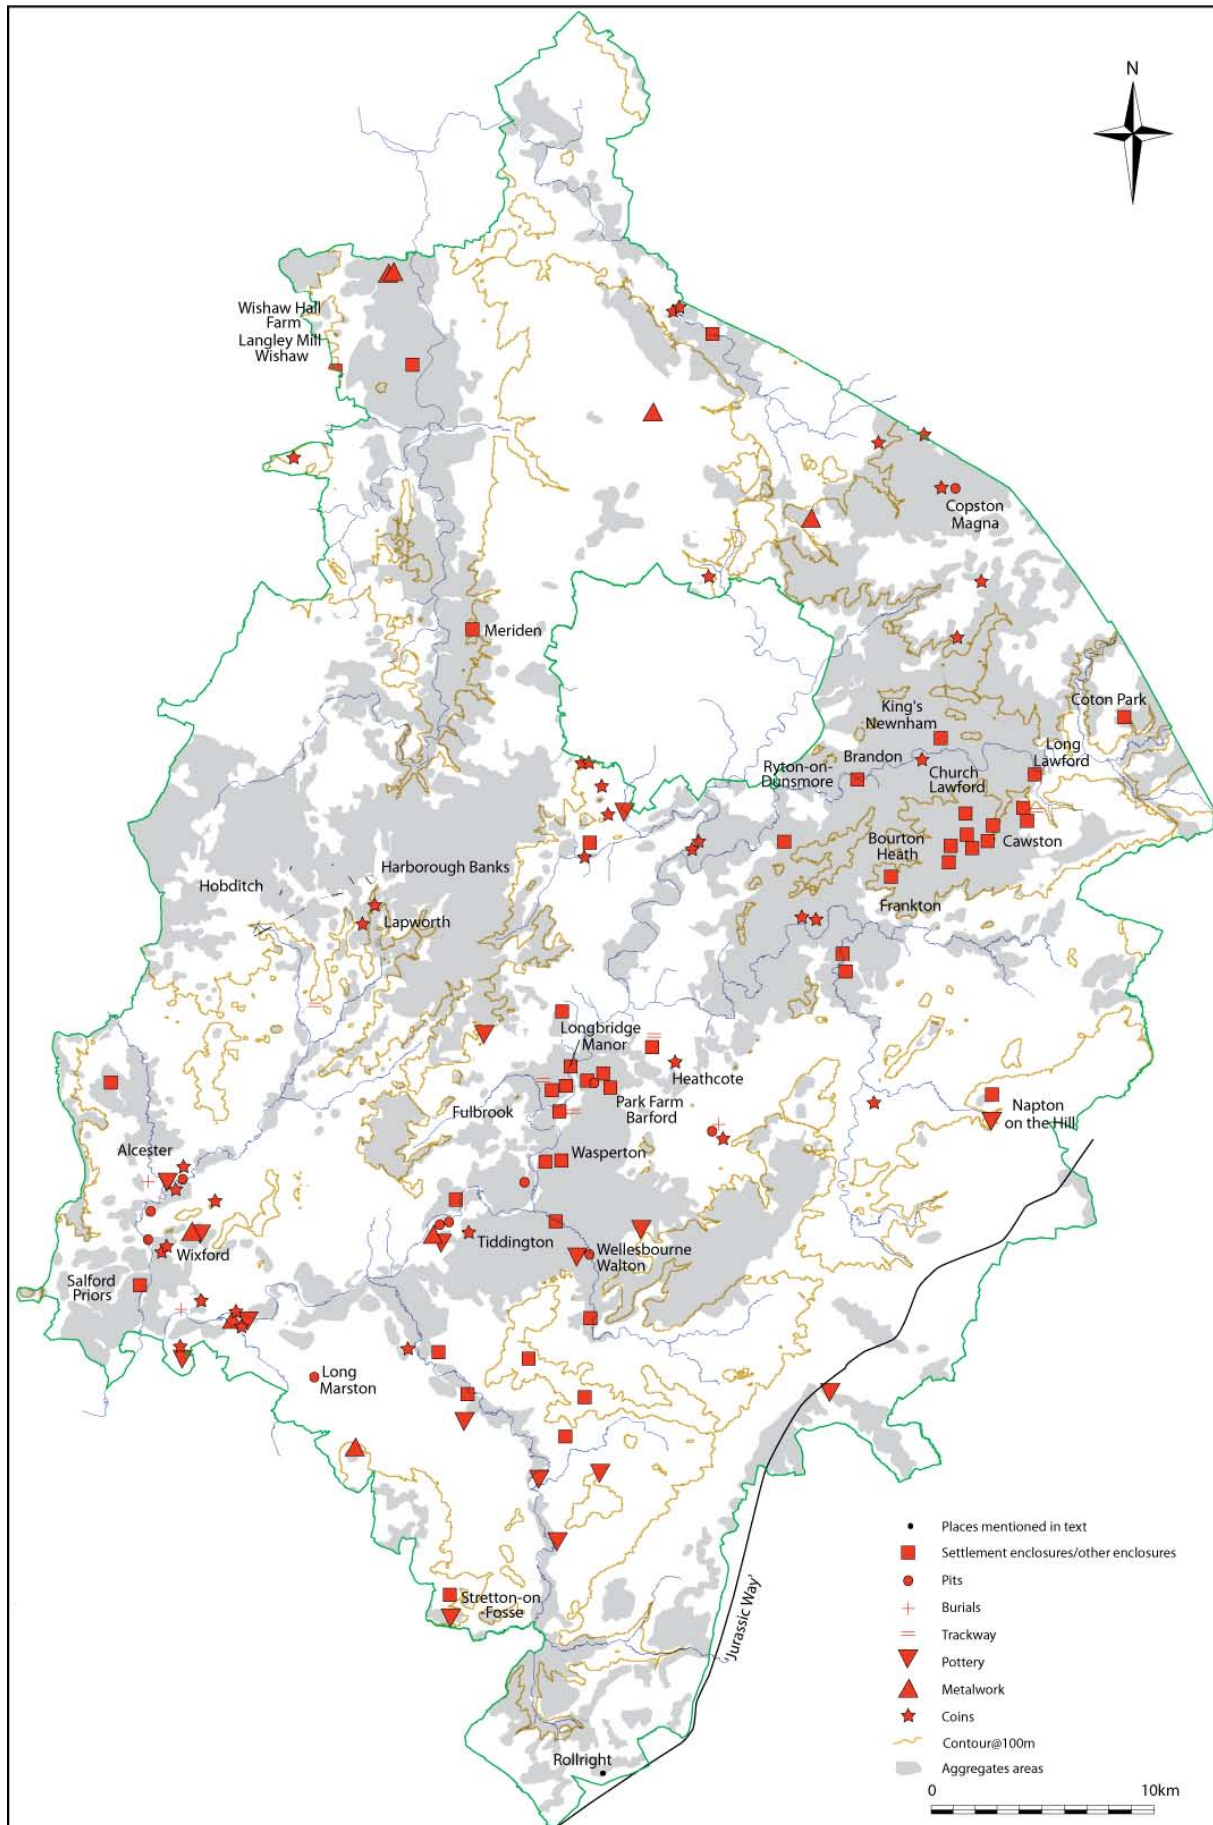 N
Wishaw Hall
Farm
Langley Mill
Wishaw
Copston
Magna
Meriden
Coton Park
King's
Newnham
Long
Lawford
Brandon
Ryton-on-
Dunsmore
Church
Lawford
Bourton
Heath
Cawston
Harborough Banks
Hobditch
Frankton
Lapworth
Longbridge
Manor
Heathcote
Fulbrook
Park Farm
Barford
Napton
on the Hill
Alcester
Wasperton
Tiddington
Wellesbourne
Walton
Wixford
Salford
Priors
Long
Marston
Stretton-on
-Fosse
'Jurassic Way'
Rollright
Places mentioned in text
Settlement enclosures/other enclosures
Pits
Burials
Trackway
Pottery
Metalwork
Coins
Contour@100m
Aggregates areas
0 10km